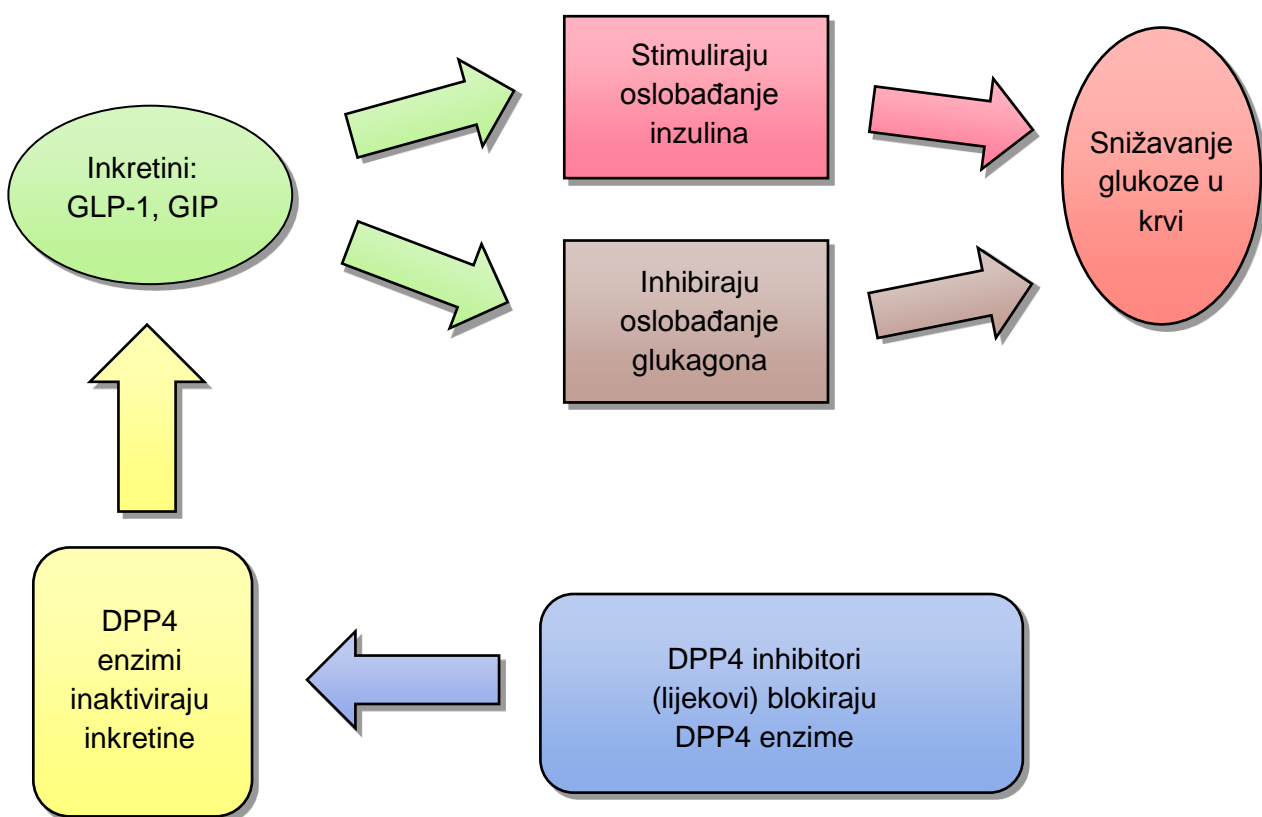 Inkretini:
GLP-1, GIP
Stimuliraju
oslobađanje
inzulina
Inhibiraju
oslobađanje
glukagona
Snižavanje
glukoze u
krvi
DPP4
enzimi
inaktiviraju
inkretine
DPP4 inhibitori
(lijekovi) blokiraju
DPP4 enzime